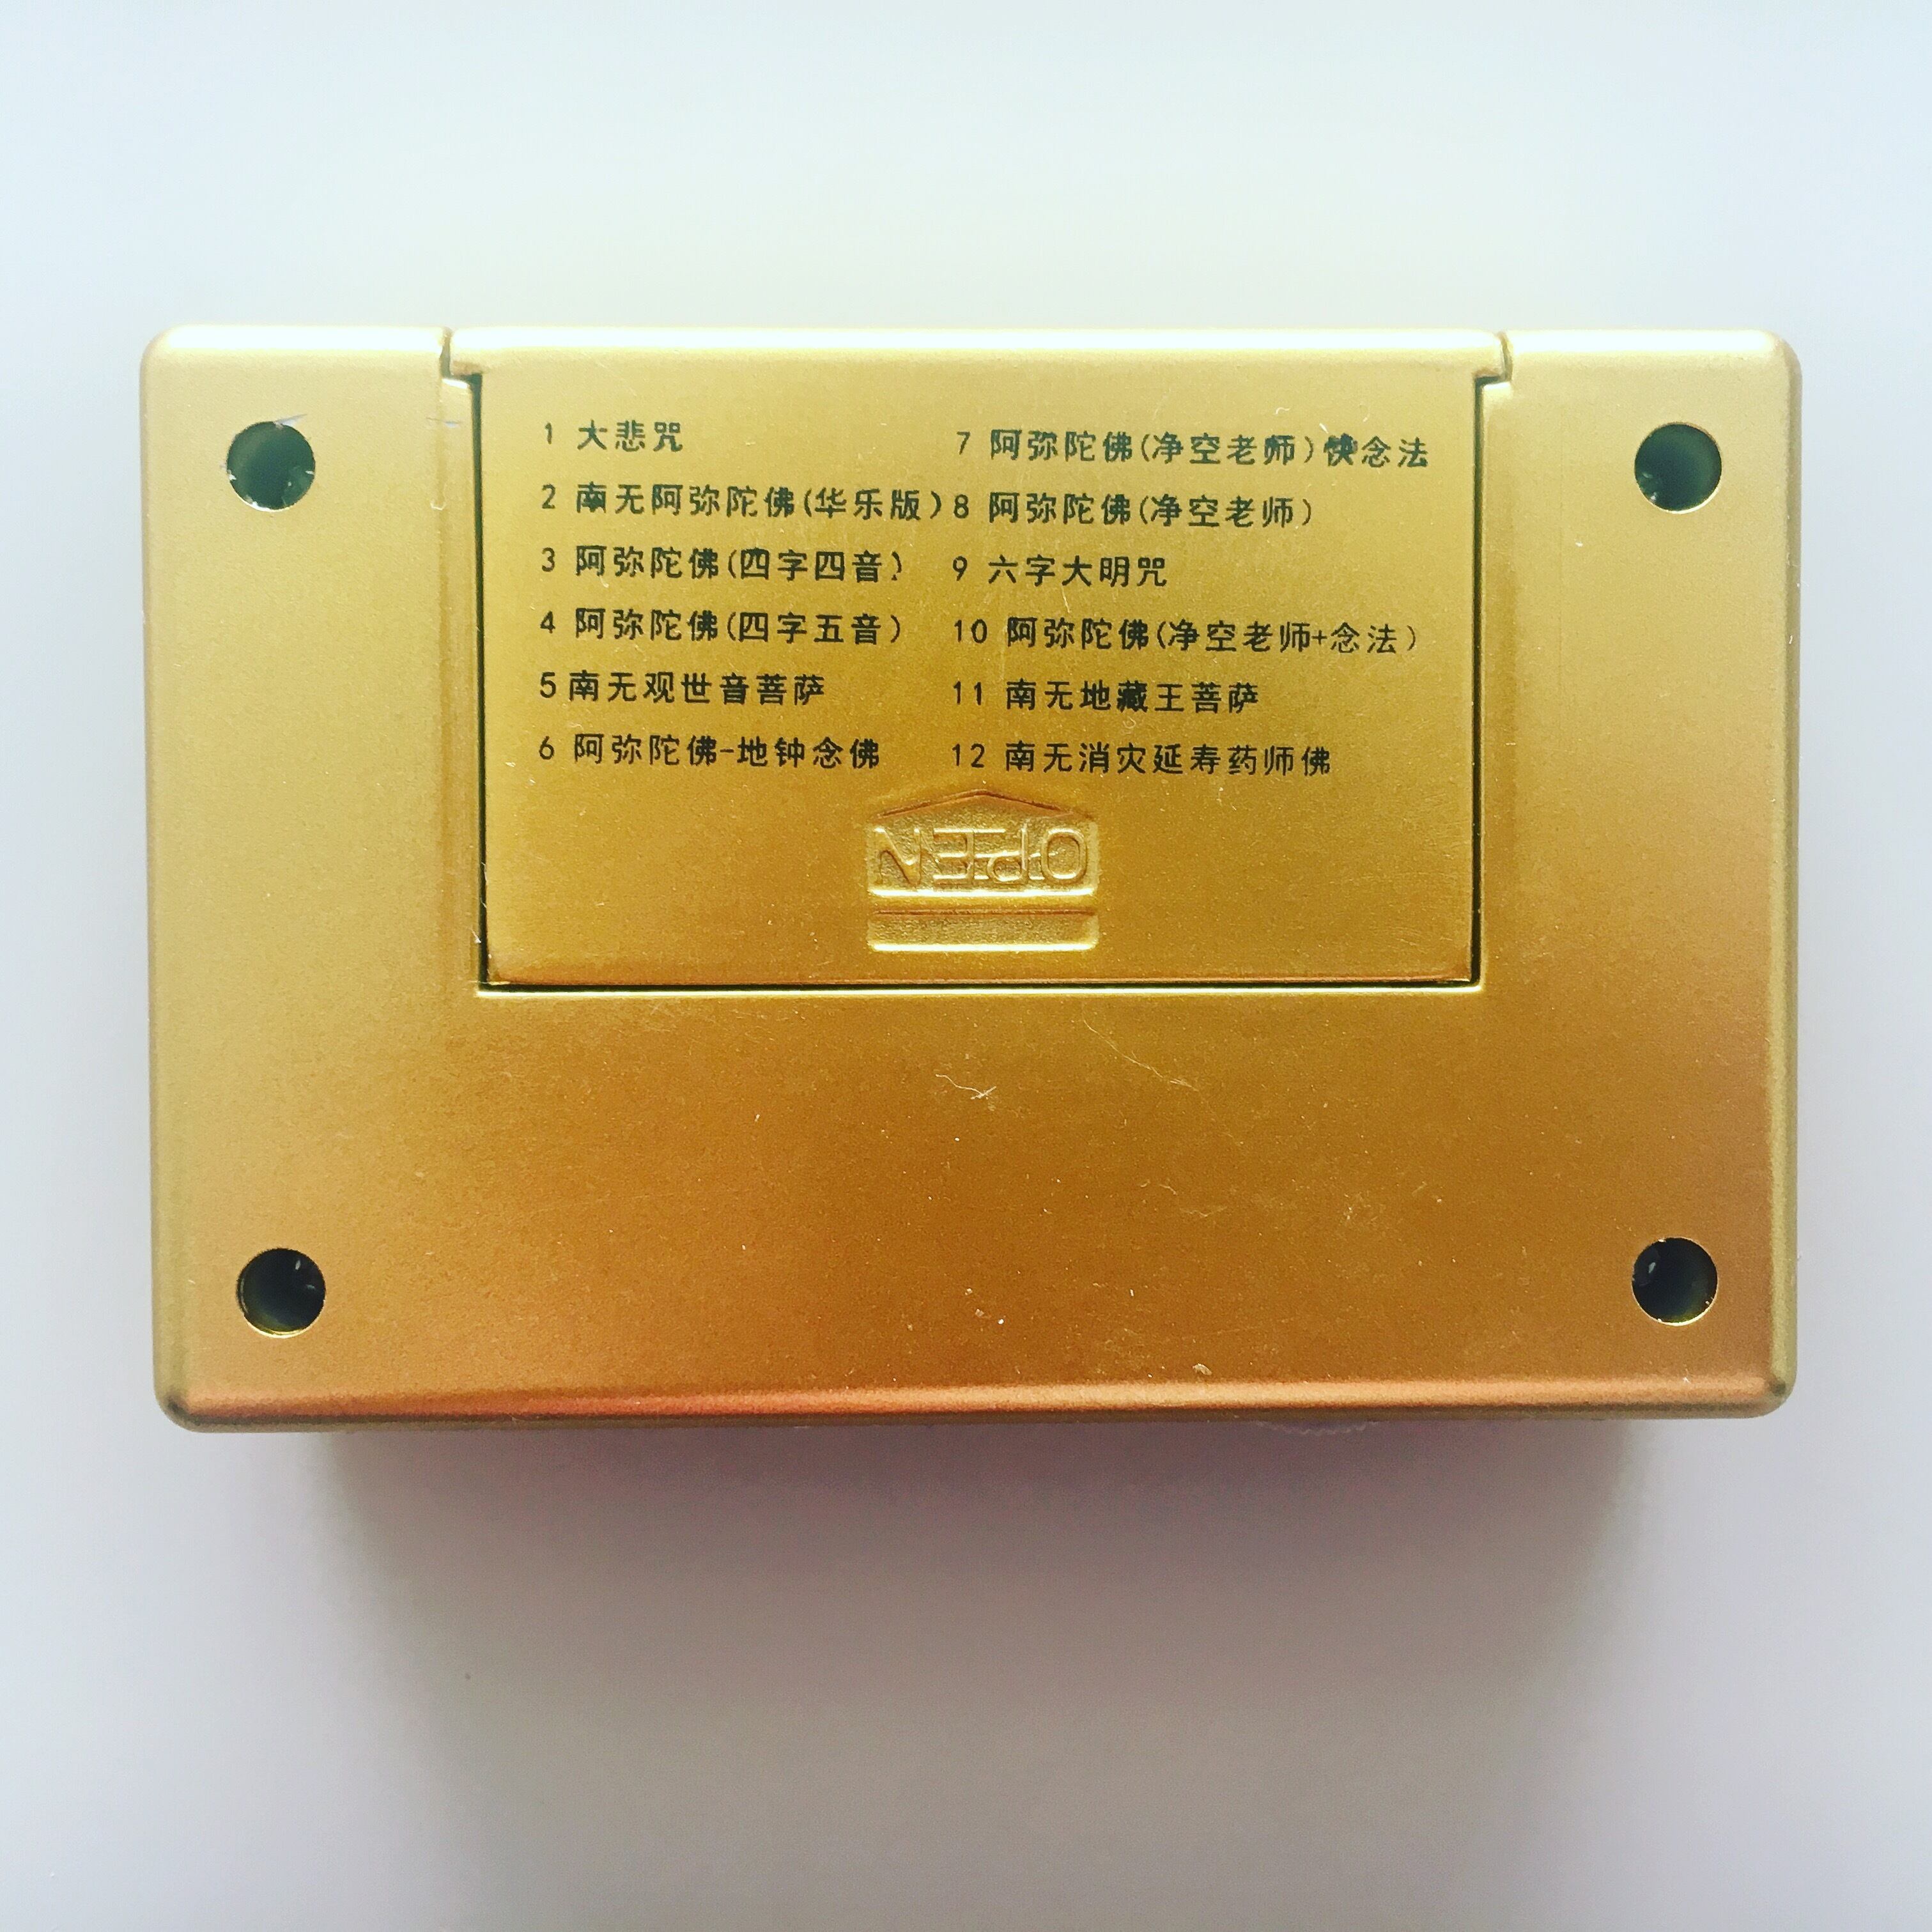 1 大悲咒
2 南无阿弥陀佛(华乐版)
3 阿弥陀佛(四字四音)
4 阿弥陀佛(四字五音)
5 南无观世音菩萨
6 阿弥陀佛-地钟念佛
7 阿弥陀佛(净空老师)快念法
8 阿弥陀佛(净空老师)
9 六字大明咒
10 阿弥陀佛(净空老师+念法)
11 南无地藏王菩萨
12 南无消灾延寿药师佛
OPEN